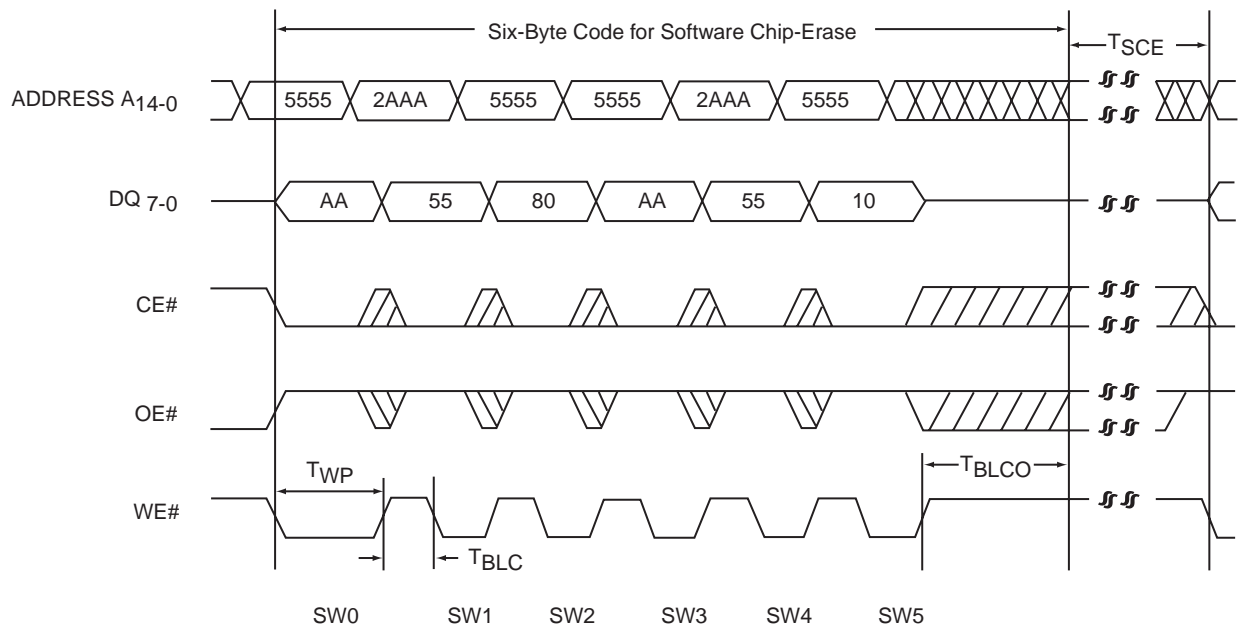 Six-Byte Code for Software Chip-Erase
TSCE
ADDRESS A14-0
5555 2AAA 5555 5555 2AAA 5555
DQ 7-0
AA 55 80 AA 55 10
CE#
OE#
TWP
TBLCO
WE#
TBLC
SW0 SW1 SW2 SW3 SW4 SW5